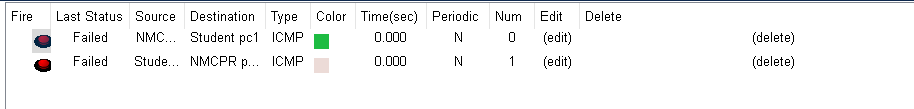 Fire Last Status Source Destination Type Color Time(sec) Periodic Num Edit Delete
Failed NMC... Student pc1 ICMP 0.000 N 0 (edit) (delete)
Failed Stude... NMCPR p... ICMP 0.000 N 1 (edit) (delete)